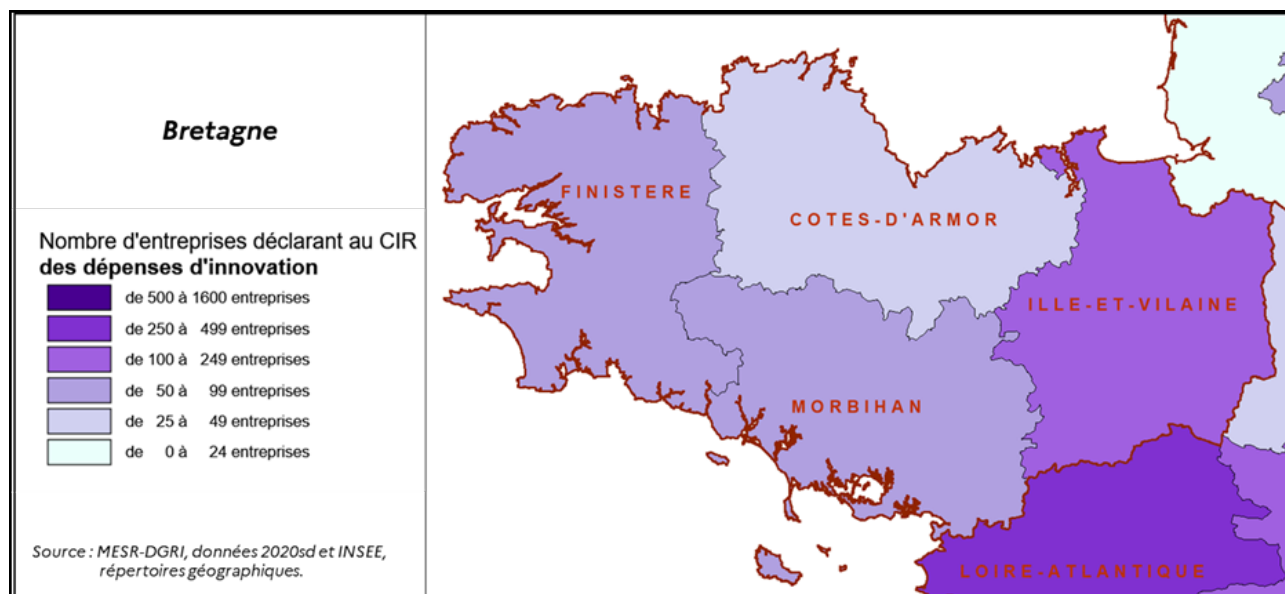 Bretagne
Nombre d'entreprises déclarant au CIR
des dépenses d'innovation
de 500 à 1600 entreprises
de 250 à 499 entreprises
de 100 à 249 entreprises
de 50 à 99 entreprises
de 25 à 49 entreprises
de 0 à 24 entreprises
Source : MESR-DGRI, données 2020sd et INSEE,
répertoires géographiques.
FINISTERE
COTES-D'ARMOR
ILLE-ET-VILAINE
MORBIHAN
LOIRE-ATLANTIQUE